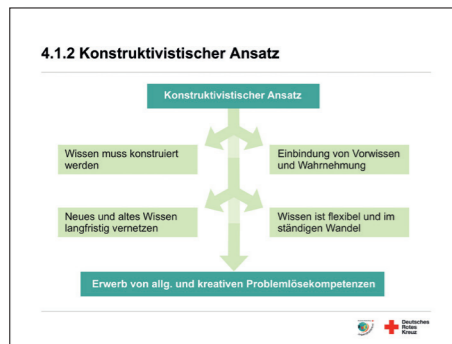 4.1.2 Konstruktivistischer Ansatz
Konstruktivistischer Ansatz
Wissen muss konstruiert
werden
Einbindung von Vorwissen
und Wahrnehmung
Neues und altes Wissen
langfristig vernetzen
Wissen ist flexibel und im
ständigen Wandel
Erwerb von allg. und kreativen Problemlösekompetenzen
Deutsches
Rotes
Kreuz